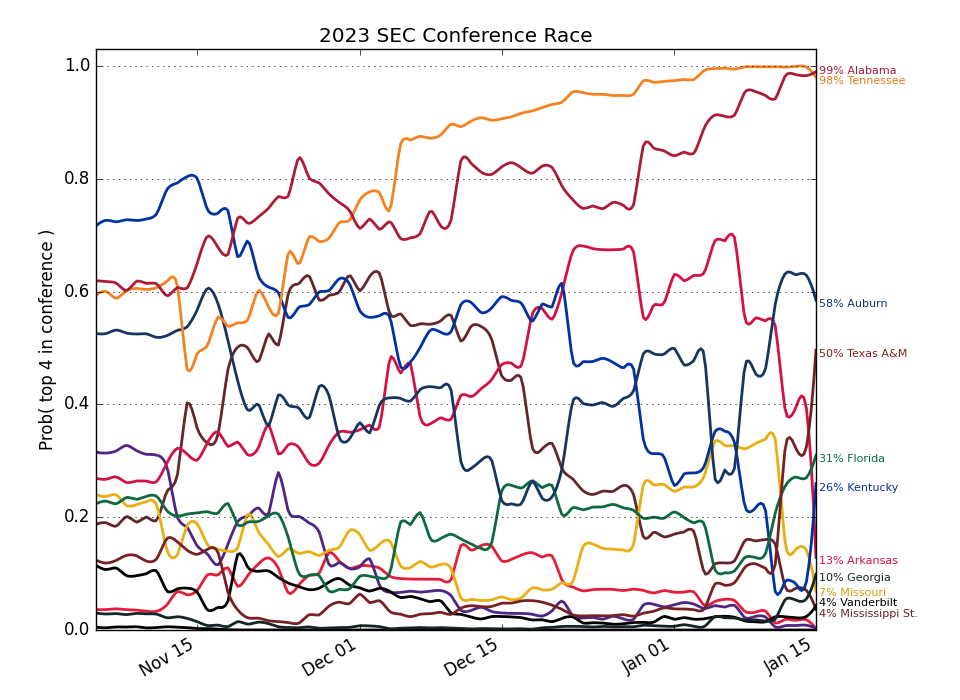 2023 SEC Conference Race
Prob( top 4 in conference )
1.0
0.8
0.6
0.4
0.2
0.0
Nov 15
Dec 01
Dec 15
Jan 01
Jan 15
99% Alabama
98% Tennessee
58% Auburn
50% Texas A&M
31% Florida
26% Kentucky
13% Arkansas
10% Georgia
7% Missouri
4% Vanderbilt
4% Mississippi St.